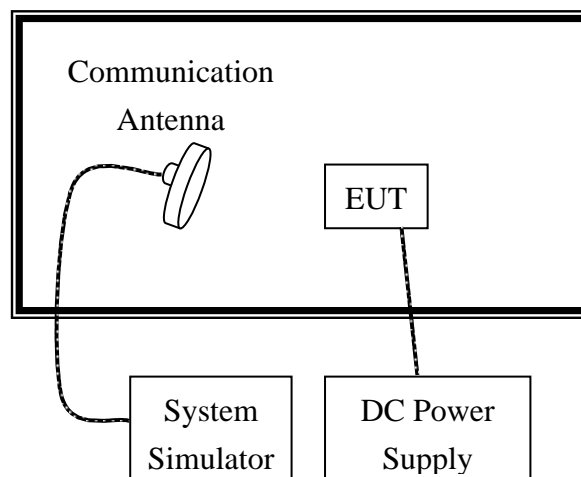 Communication
Antenna
EUT
System
Simulator
DC Power
Supply